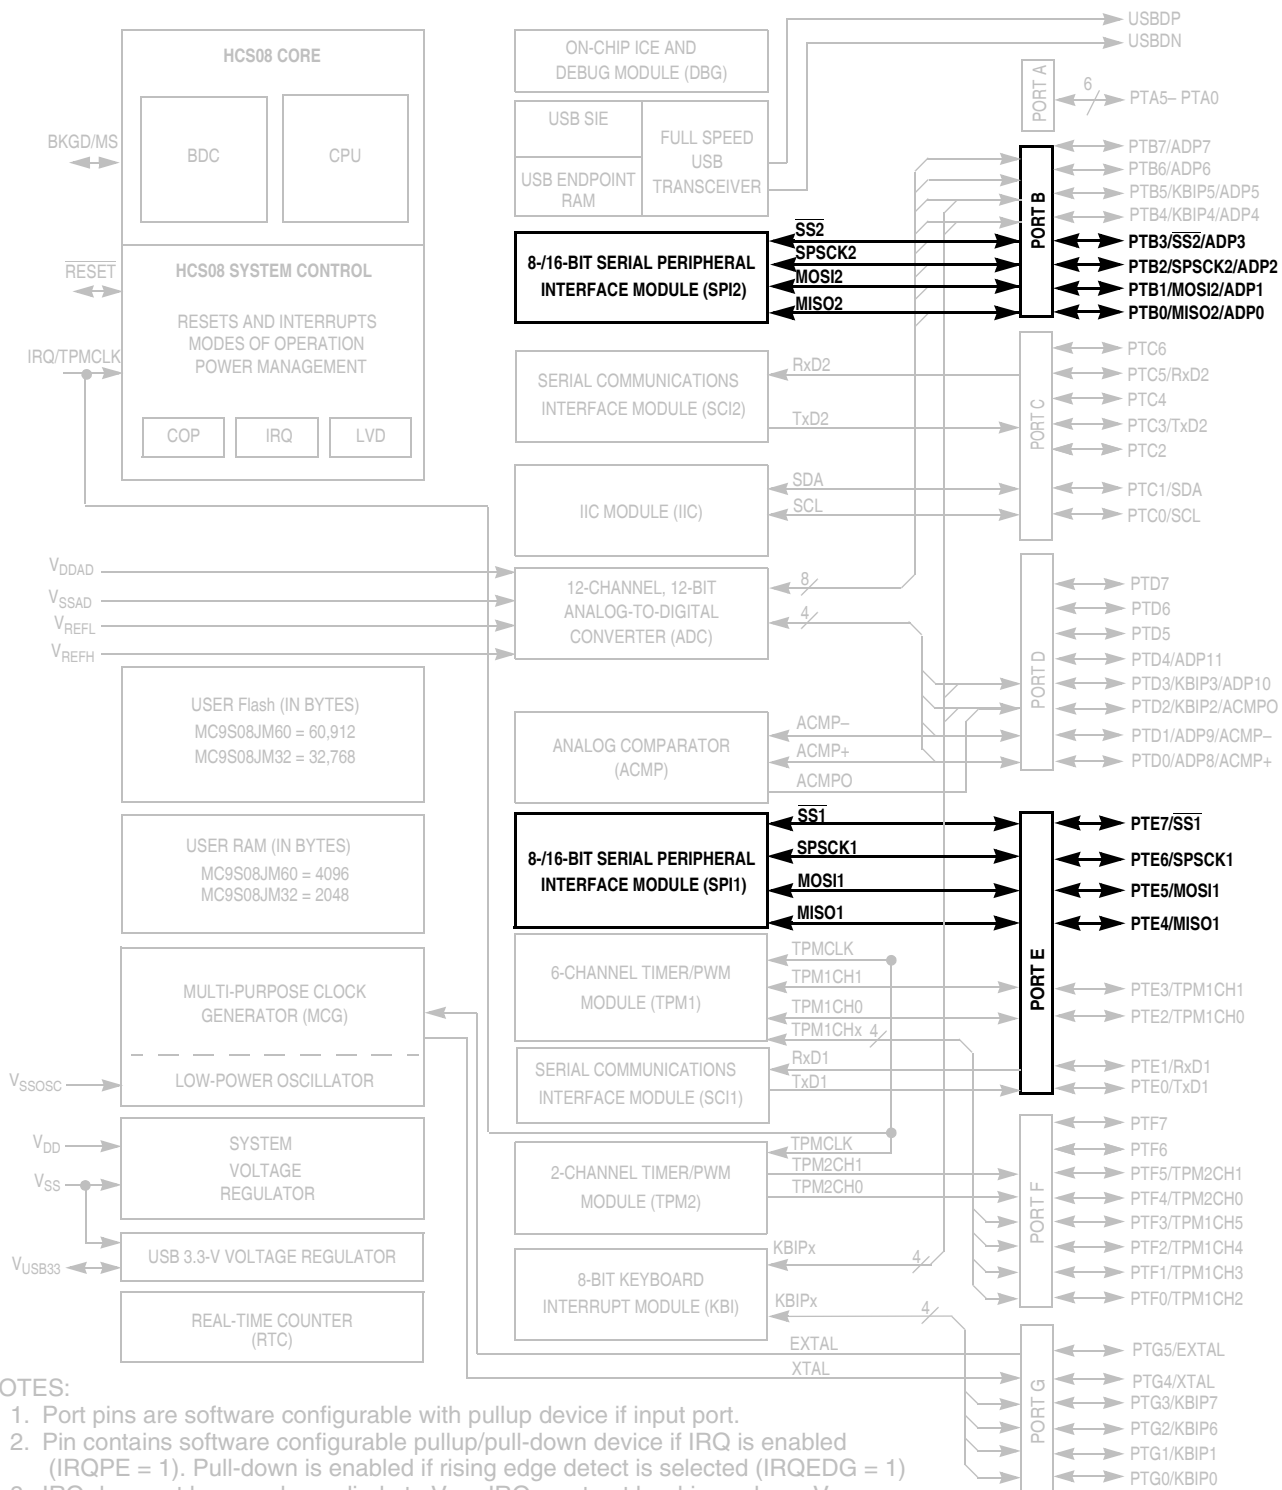 HCS08 CORE
BDC
CPU
BKGD/MS
HCS08 SYSTEM CONTROL
RESET
RESETS AND INTERRUPTS
MODES OF OPERATION
POWER MANAGEMENT
IRQ/TPMCLK
COP
IRQ
LVD
VDDAD
VSSAD
VREFL
VREFH
USER Flash (IN BYTES)
MC9S08JM60 = 60,912
MC9S08JM32 = 32,768
USER RAM (IN BYTES)
MC9S08JM60 = 4096
MC9S08JM32 = 2048
MULTI-PURPOSE CLOCK
GENERATOR (MCG)
LOW-POWER OSCILLATOR
VSSOSC
VDD
VSS
SYSTEM
VOLTAGE
REGULATOR
VUSB33
USB 3.3-V VOLTAGE REGULATOR
REAL-TIME COUNTER
(RTC)
ON-CHIP ICE AND
DEBUG MODULE (DBG)
USB SIE
USB ENDPOINT
RAM
FULL SPEED
USB
TRANSCEIVER
8-/16-BIT SERIAL PERIPHERAL
INTERFACE MODULE (SPI2)
SS2
SPSCK2
MOSI2
MISO2
SERIAL COMMUNICATIONS
INTERFACE MODULE (SCI2)
RxD2
TxD2
IIC MODULE (IIC)
SDA
SCL
12-CHANNEL, 12-BIT
ANALOG-TO-DIGITAL
CONVERTER (ADC)
8
4
ANALOG COMPARATOR
(ACMP)
ACMP–
ACMP+
ACMPO
8-/16-BIT SERIAL PERIPHERAL
INTERFACE MODULE (SPI1)
SS1
SPSCK1
MOSI1
MISO1
6-CHANNEL TIMER/PWM
MODULE (TPM1)
TPMCLK
TPM1CH1
TPM1CH0
TPM1CHx 4
SERIAL COMMUNICATIONS
INTERFACE MODULE (SCI1)
RxD1
TxD1
2-CHANNEL TIMER/PWM
MODULE (TPM2)
TPMCLK
TPM2CH1
TPM2CH0
8-BIT KEYBOARD
INTERRUPT MODULE (KBI)
KBIPx
4
KBIPx
4
EXTAL
XTAL
USBDP
USBDN
PORT A
6
PTA5– PTA0
PORT B
PTB7/ADP7
PTB6/ADP6
PTB5/KBIP5/ADP5
PTB4/KBIP4/ADP4
PTB3/SS2/ADP3
PTB2/SPSCK2/ADP2
PTB1/MOSI2/ADP1
PTB0/MISO2/ADP0
PORT C
PTC6
PTC5/RxD2
PTC4
PTC3/TxD2
PTC2
PTC1/SDA
PTC0/SCL
PORT D
PTD7
PTD6
PTD5
PTD4/ADP11
PTD3/KBIP3/ADP10
PTD2/KBIP2/ACMPO
PTD1/ADP9/ACMP–
PTD0/ADP8/ACMP+
PORT E
PTE7/SS1
PTE6/SPSCK1
PTE5/MOSI1
PTE4/MISO1
PTE3/TPM1CH1
PTE2/TPM1CH0
PTE1/RxD1
PTE0/TxD1
PORT F
PTF7
PTF6
PTF5/TPM2CH1
PTF4/TPM2CH0
PTF3/TPM1CH5
PTF2/TPM1CH4
PTF1/TPM1CH3
PTF0/TPM1CH2
PORT G
PTG5/EXTAL
PTG4/XTAL
PTG3/KBIP7
PTG2/KBIP6
PTG1/KBIP1
PTG0/KBIP0
OTES:
1. Port pins are software configurable with pullup device if input port.
2. Pin contains software configurable pullup/pull-down device if IRQ is enabled
(IRQPE = 1). Pull-down is enabled if rising edge detect is selected (IRQEDG = 1)